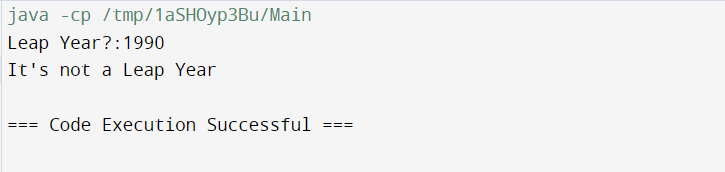 java -cp /tmp/1aSHOyp3Bu/Main
Leap Year?:1990
It's not a Leap Year
=== Code Execution Successful ===